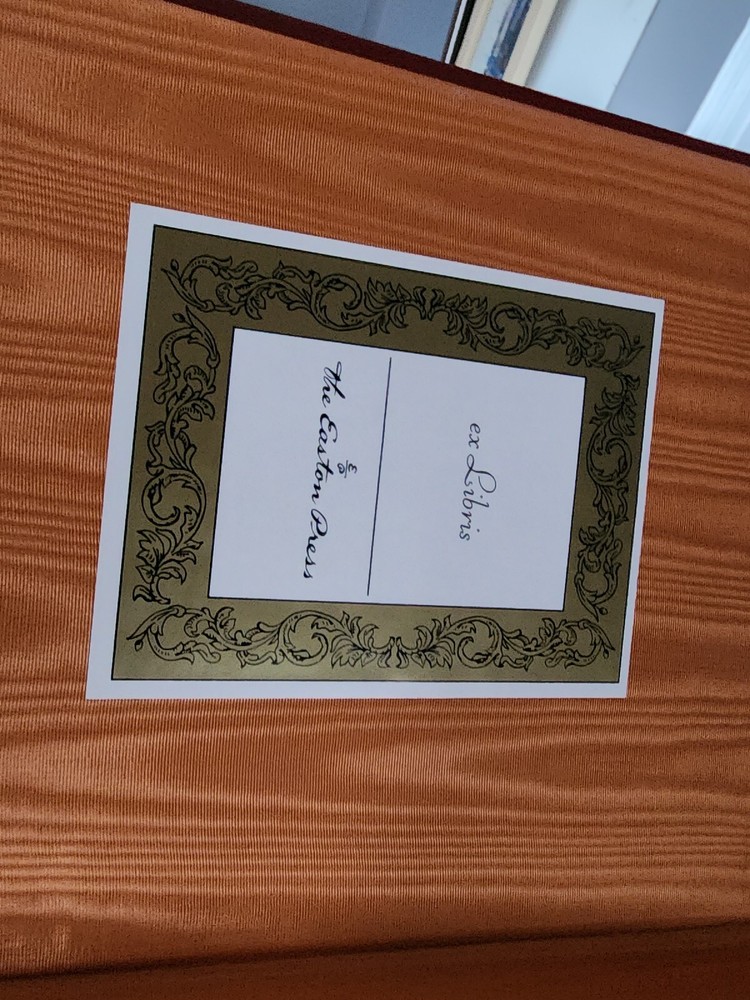 ex Libris
E
P
the Easton Press